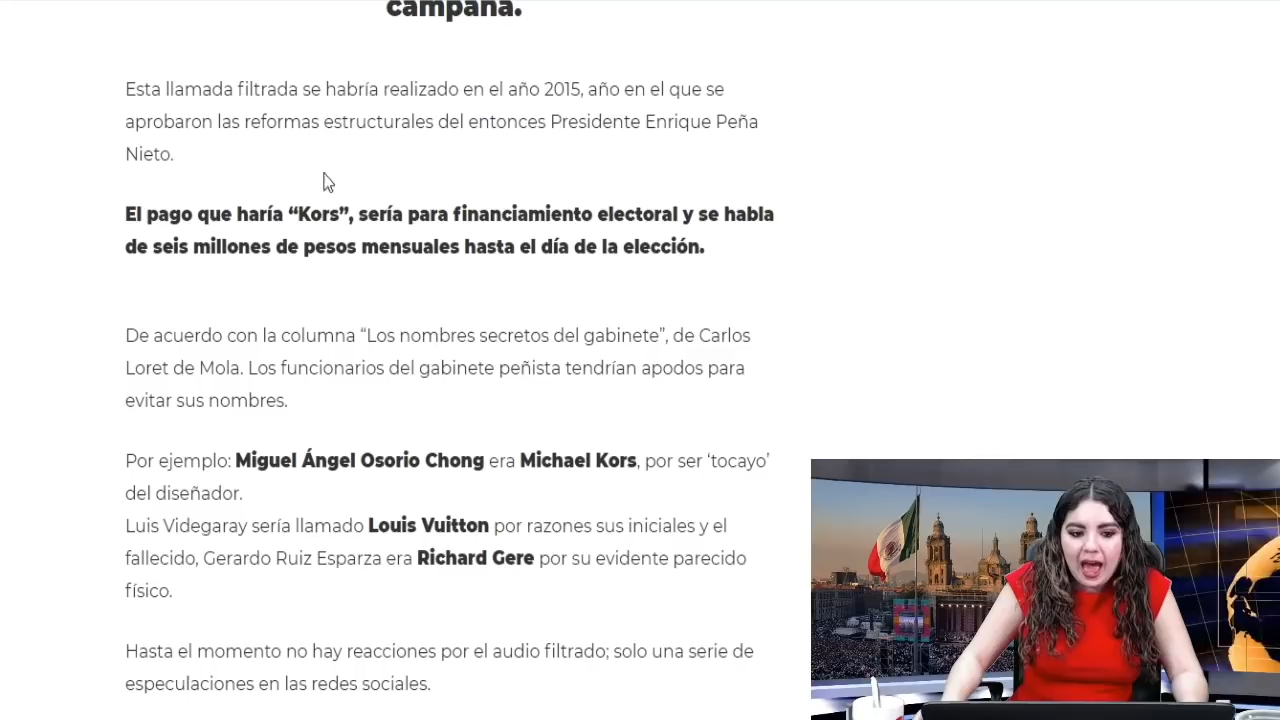 campaña.
Esta llamada filtrada se habría realizado en el año 2015, año en el que se
aprobaron las reformas estructurales del entonces Presidente Enrique Peña
Nieto.
El pago que haría “Kors”, sería para financiamiento electoral y se habla
de seis millones de pesos mensuales hasta el día de la elección.
De acuerdo con la columna “Los nombres secretos del gabinete”, de Carlos
Loret de Mola. Los funcionarios del gabinete peñista tendrían apodos para
evitar sus nombres.
Por ejemplo: Miguel Ángel Osorio Chong era Michael Kors, por ser ‘tocayo’
del diseñador.
Luis Videgaray sería llamado Louis Vuitton por razones sus iniciales y el
fallecido, Gerardo Ruiz Esparza era Richard Gere por su evidente parecido
físico.
Hasta el momento no hay reacciones por el audio filtrado; solo una serie de
especulaciones en las redes sociales.